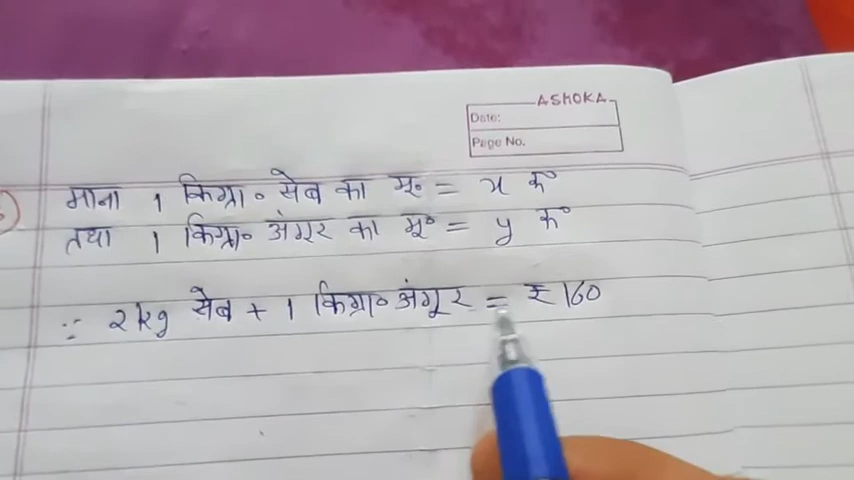 ASHOKA
Date:
Page No.
माना 1 किग्रा० सेब का मू० = x रु०
तथा 1 किग्रा० अंगूर का मू० = y रु०
∵ 2kg सेब + 1 किग्रा० अंगूर = ₹ 160